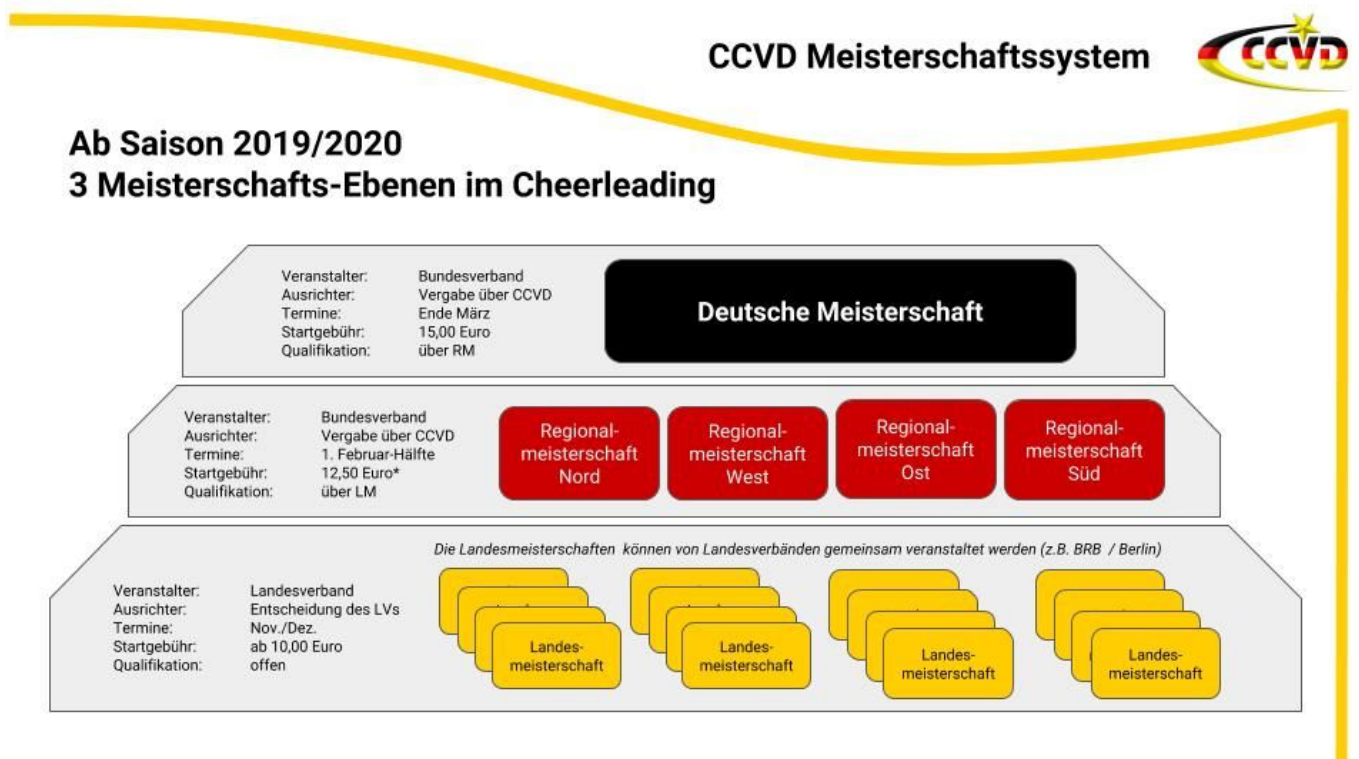 CCVD Meisterschaftssystem
CCVD
Ab Saison 2019/2020
3 Meisterschafts-Ebenen im Cheerleading
Veranstalter: Bundesverband
Ausrichter: Vergabe über CCVD
Termine: Ende März
Startgebühr: 15,00 Euro
Qualifikation: über RM
Deutsche Meisterschaft
Veranstalter: Bundesverband
Ausrichter: Vergabe über CCVD
Termine: 1. Februar-Hälfte
Startgebühr: 12,50 Euro*
Qualifikation: über LM
Regional-
meisterschaft
Nord
Regional-
meisterschaft
West
Regional-
meisterschaft
Ost
Regional-
meisterschaft
Süd
Die Landesmeisterschaften können von Landesverbänden gemeinsam veranstaltet werden (z.B. BRB / Berlin)
Veranstalter: Landesverband
Ausrichter: Entscheidung des LVs
Termine: Nov./Dez.
Startgebühr: ab 10,00 Euro
Qualifikation: offen
Landes-
meisterschaft
Landes-
meisterschaft
Landes-
meisterschaft
Landes-
meisterschaft